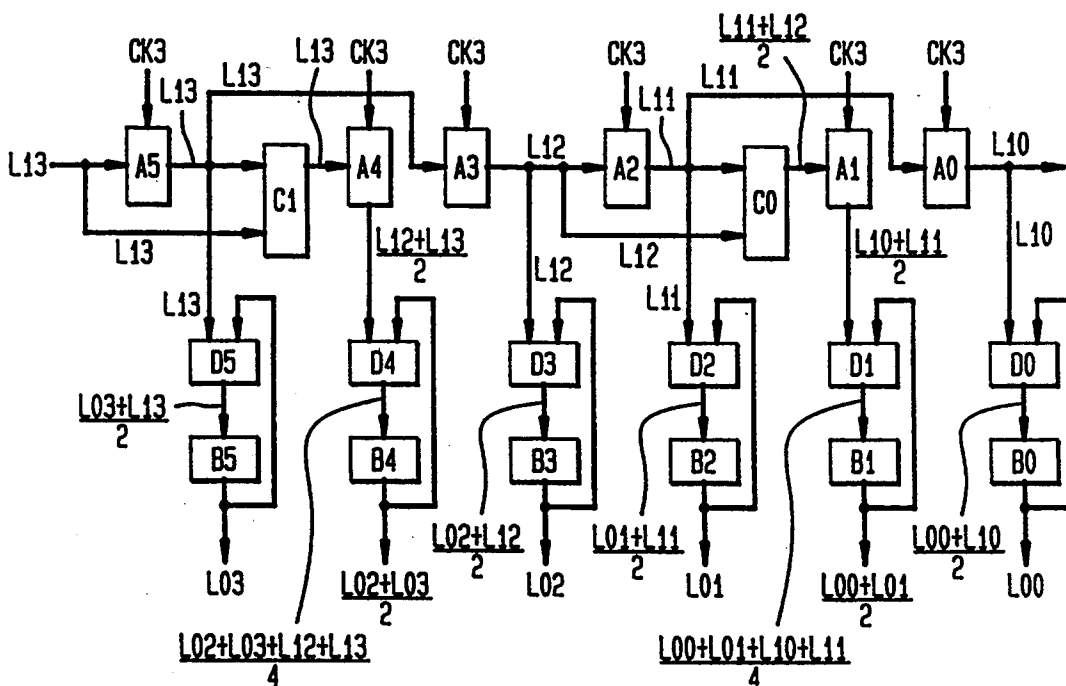 L11+L12
2
CK3 L13 CK3 CK3 CK3 L11 CK3 CK3
L13 L13 L11
L13 A5 C1 A4 A3 L12 A2 C0 A1 A0 L10
L13 L12+L13
2 L12 L12 L10+L11
2 L10
L13 L11
D5 D4 D3 D2 D1 D0
L03+L13
2
B5 B4 B3 B2 B1 B0
L02+L12
2 L01+L11
2 L00+L10
2
L03 L02+L03
2 L02 L01 L00+L01
2 L00
L02+L03+L12+L13
4 L00+L01+L10+L11
4